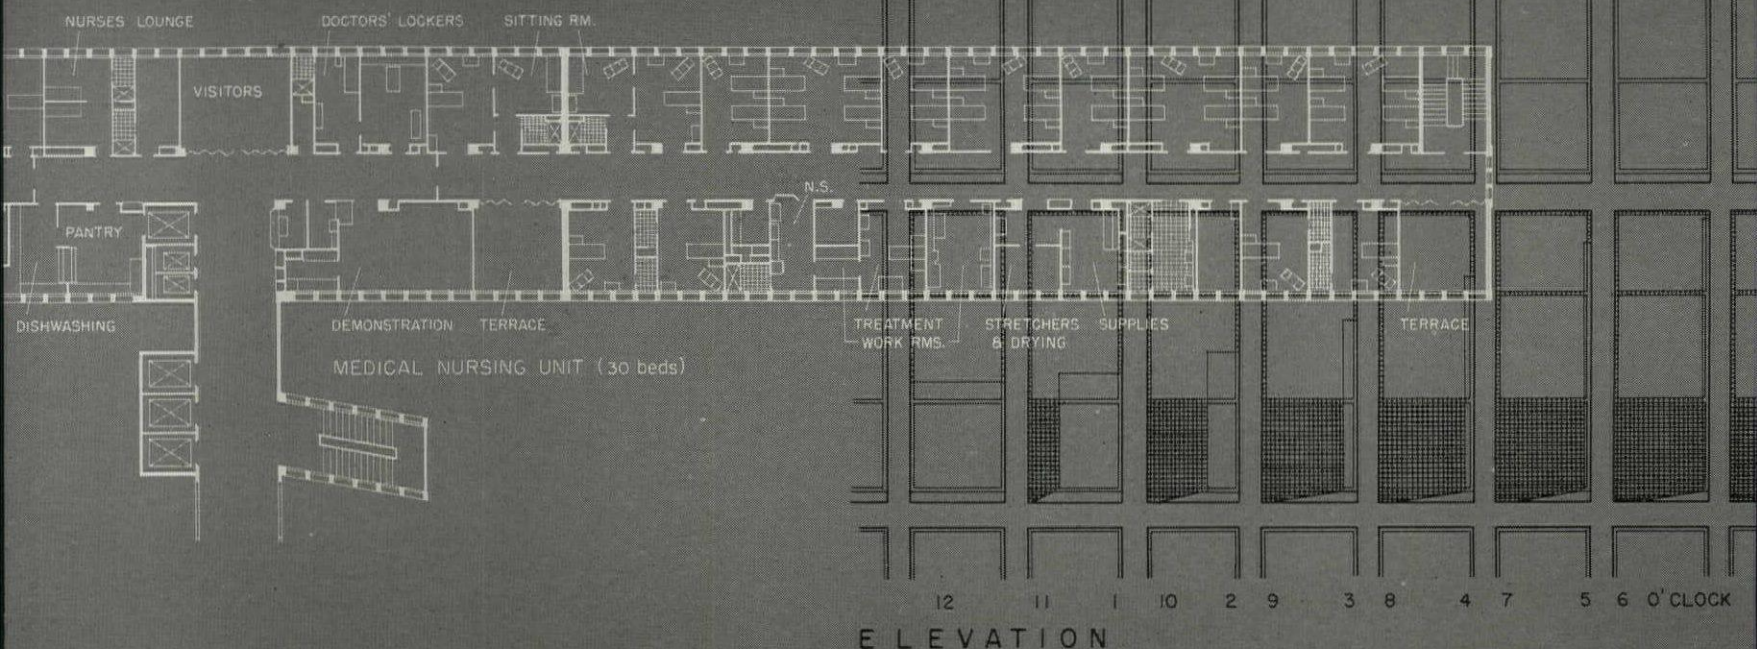 NURSES LOUNGE
DOCTORS' LOCKERS
SITTING RM.
VISITORS
N.S.
PANTRY
DISHWASHING
DEMONSTRATION
TERRACE
TREATMENT
WORK RMS.
STRETCHERS
& DRYING
SUPPLIES
TERRACE
MEDICAL NURSING UNIT (30 beds)
12 11 1 10 2 9 3 8 4 7 5 6 O'CLOCK
ELEVATION